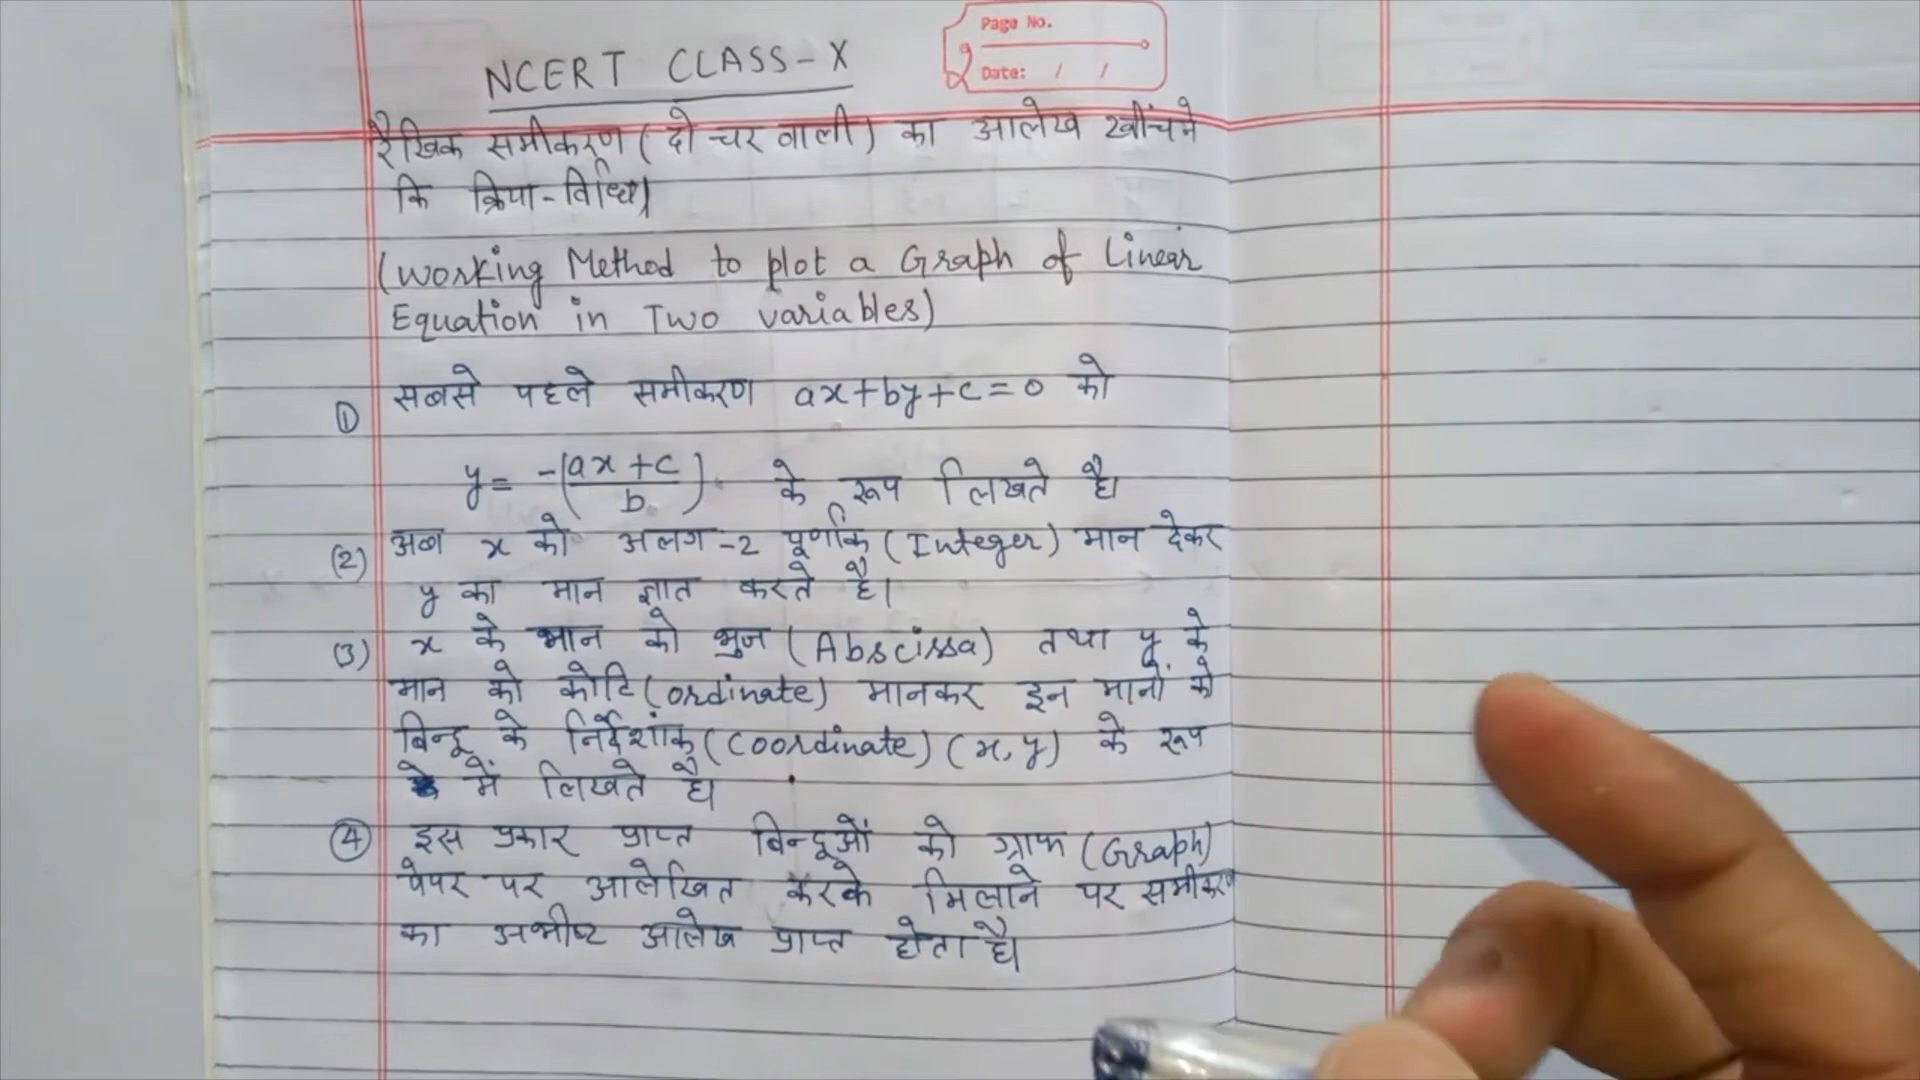 Page No.
Date: / /
NCERT CLASS-X
रैखिक समीकरण (दो चर वाली) का आलेख खींचने
कि क्रिया-विधि।
(Working Method to plot a Graph of Linear
Equation in Two variables)
① सबसे पहले समीकरण ax+by+c=0 को
y = -(ax+c/b) के रूप लिखते है।
(2) अब x को अलग-2 पूर्णांक (Integer) मान देकर
y का मान ज्ञात करते है।
(3) x के मान को भुज (Abscissa) तथा y के
मान को कोटि (ordinate) मानकर इन मानों को
बिन्दू के निर्देशांक (Coordinate) (x, y) के रूप
में लिखते है।
④ इस प्रकार प्राप्त बिन्दूओं को ग्राफ (Graph)
पेपर पर आलेखित करके मिलाने पर समीकरण
का अभीष्ट आलेख प्राप्त होता है।